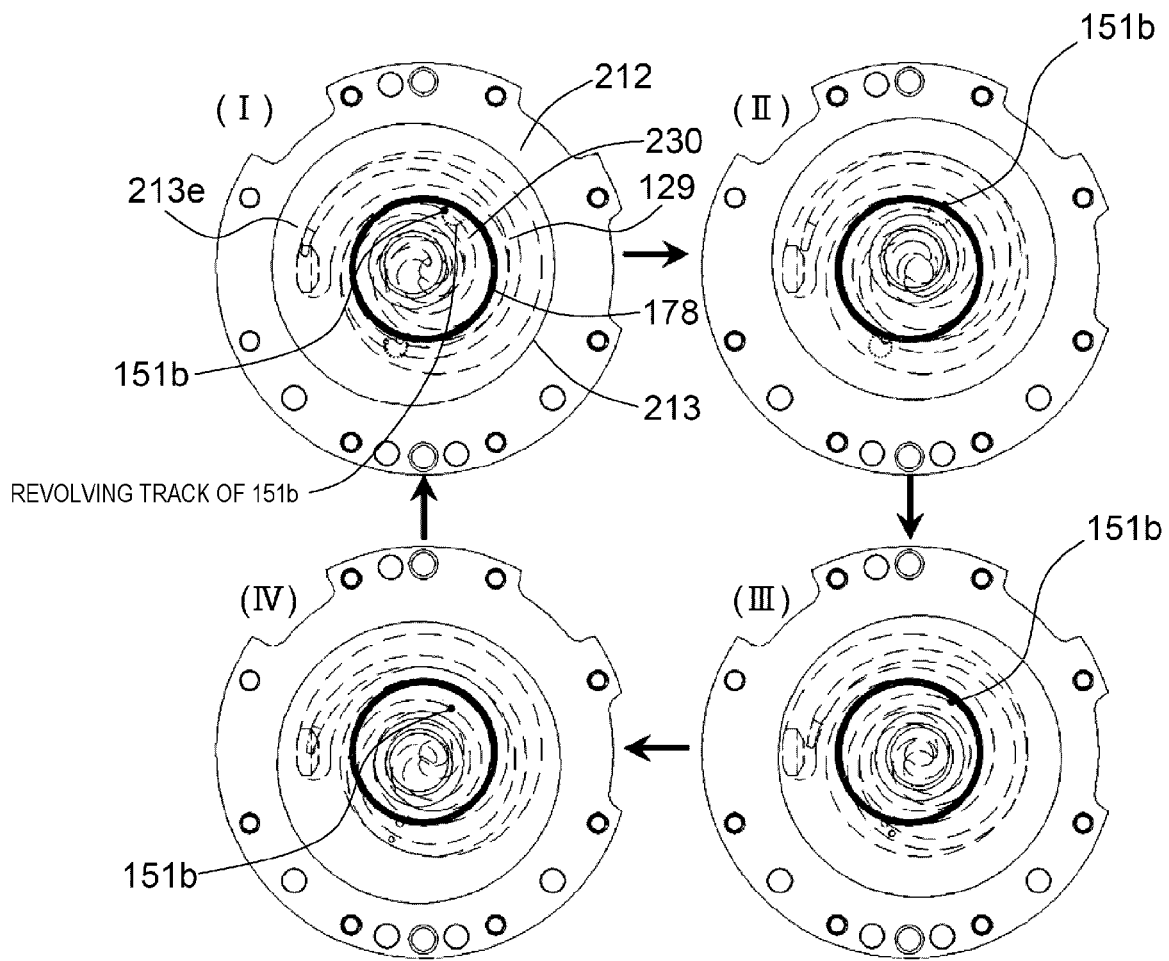 151b
212
(Ⅰ)
(Ⅱ)
230
129
213e
178
151b
213
REVOLVING TRACK OF 151b
151b
(Ⅳ)
(Ⅲ)
151b